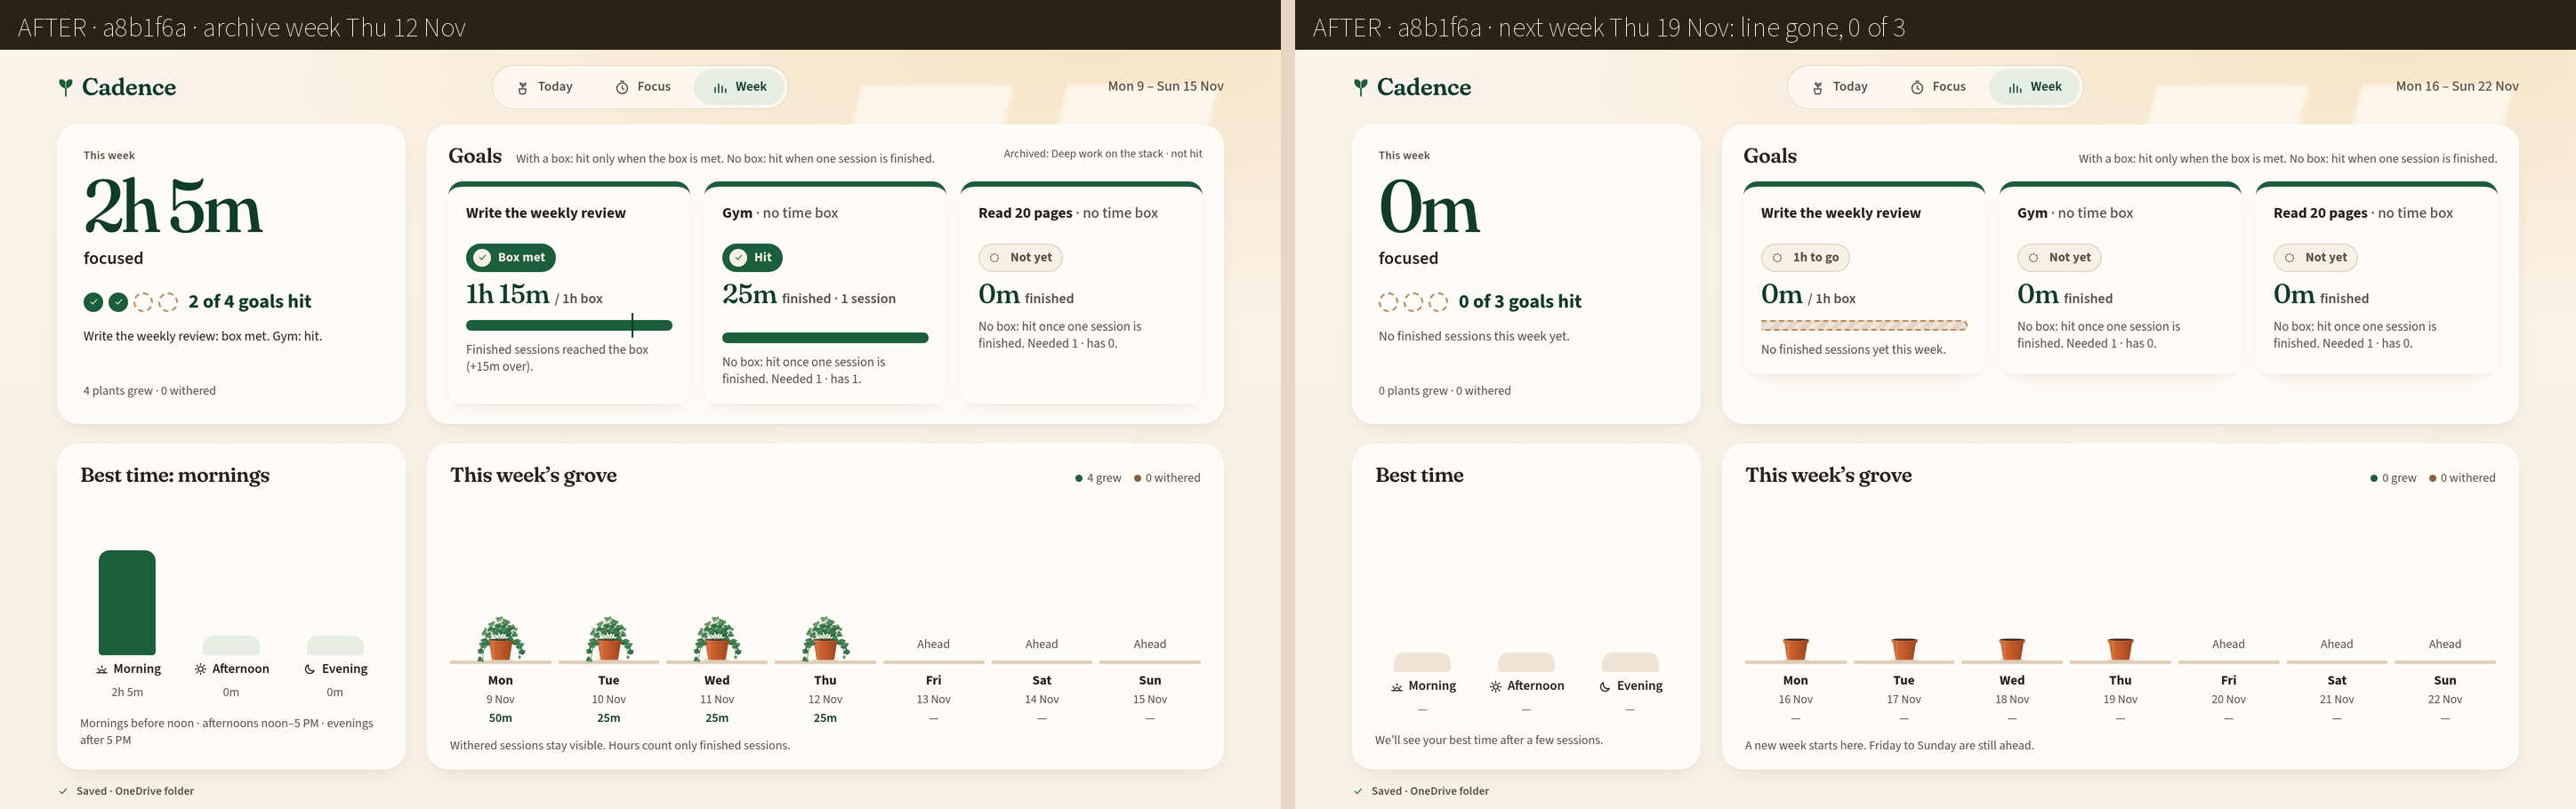 AFTER · a8b1f6a · archive week Thu 12 Nov
Cadence
Today
Focus
Week
Mon 9 – Sun 15 Nov
This week
2h 5m
focused
2 of 4 goals hit
Write the weekly review: box met. Gym: hit.
4 plants grew · 0 withered
Goals
With a box: hit only when the box is met. No box: hit when one session is finished.
Archived: Deep work on the stack · not hit
Write the weekly review
Box met
1h 15m / 1h box
Finished sessions reached the box
(+15m over).
Gym · no time box
Hit
25m finished · 1 session
No box: hit once one session is
finished. Needed 1 · has 1.
Read 20 pages · no time box
Not yet
0m finished
No box: hit once one session is
finished. Needed 1 · has 0.
Best time: mornings
Morning
2h 5m
Afternoon
0m
Evening
0m
Mornings before noon · afternoons noon–5 PM · evenings
after 5 PM
This week’s grove
4 grew
0 withered
Ahead
Ahead
Ahead
Mon
9 Nov
50m
Tue
10 Nov
25m
Wed
11 Nov
25m
Thu
12 Nov
25m
Fri
13 Nov
—
Sat
14 Nov
—
Sun
15 Nov
—
Withered sessions stay visible. Hours count only finished sessions.
Saved · OneDrive folder
AFTER · a8b1f6a · next week Thu 19 Nov: line gone, 0 of 3
Cadence
Today
Focus
Week
Mon 16 – Sun 22 Nov
This week
0m
focused
0 of 3 goals hit
No finished sessions this week yet.
0 plants grew · 0 withered
Goals
With a box: hit only when the box is met. No box: hit when one session is finished.
Write the weekly review
1h to go
0m / 1h box
No finished sessions yet this week.
Gym · no time box
Not yet
0m finished
No box: hit once one session is
finished. Needed 1 · has 0.
Read 20 pages · no time box
Not yet
0m finished
No box: hit once one session is
finished. Needed 1 · has 0.
Best time
Morning
—
Afternoon
—
Evening
—
We’ll see your best time after a few sessions.
This week’s grove
0 grew
0 withered
Ahead
Ahead
Ahead
Mon
16 Nov
—
Tue
17 Nov
—
Wed
18 Nov
—
Thu
19 Nov
—
Fri
20 Nov
—
Sat
21 Nov
—
Sun
22 Nov
—
A new week starts here. Friday to Sunday are still ahead.
Saved · OneDrive folder